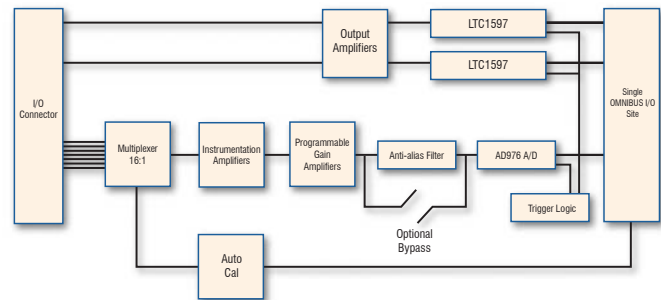 Output
Amplifiers
LTC1597
LTC1597
I/O
Connector
Single
OMNIBUS I/O
Site
Multiplexer
16:1
Instrumentation
Amplifiers
Programmable
Gain
Amplifiers
Anti-alias Filter
AD976 A/D
Trigger Logic
Optional
Bypass
Auto
Cal